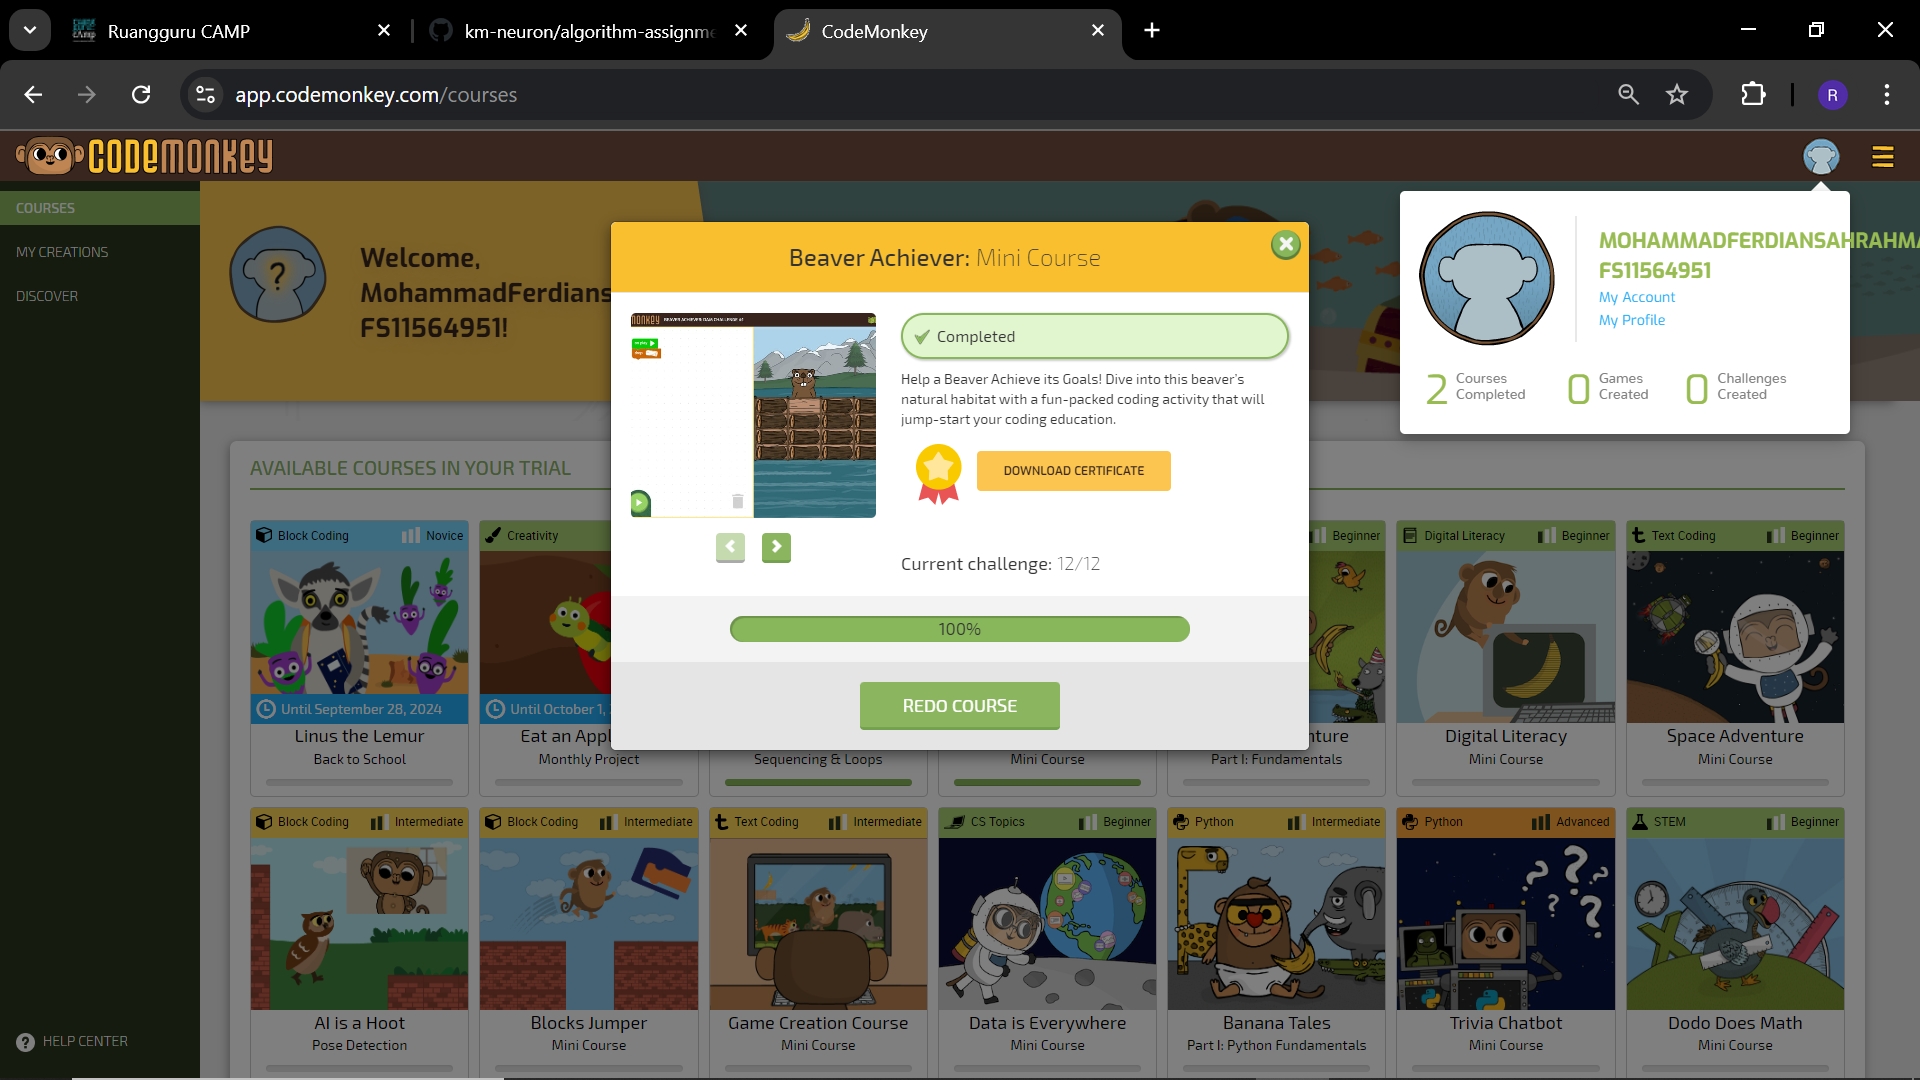 Ruangguru CAMP
km-neuron/algorithm-assignme
CodeMonkey
app.codemonkey.com/courses
R
CODEMONKEY
COURSES
MY CREATIONS
DISCOVER
HELP CENTER
?
Welcome,
MohammadFerdians
FS11564951!
MOHAMMADFERDIANSAHRAHMA
FS11564951
My Account
My Profile
2 Courses Completed
0 Games Created
0 Challenges Created
Beaver Achiever: Mini Course
BEAVER ACHIEVER: DAM CHALLENGE #1
Completed
Help a Beaver Achieve its Goals! Dive into this beaver's
natural habitat with a fun-packed coding activity that will
jump-start your coding education.
DOWNLOAD CERTIFICATE
Current challenge: 12/12
100%
REDO COURSE
AVAILABLE COURSES IN YOUR TRIAL
Block Coding Novice
Until September 28, 2024
Linus the Lemur
Back to School
Creativity
Until October 1,
Eat an Appl
Monthly Project
Sequencing & Loops
Mini Course
Beginner
nture
Part I: Fundamentals
Digital Literacy Beginner
Digital Literacy
Mini Course
Text Coding Beginner
Space Adventure
Mini Course
Block Coding Intermediate
AI is a Hoot
Pose Detection
Block Coding Intermediate
Blocks Jumper
Mini Course
Text Coding Intermediate
Game Creation Course
Mini Course
CS Topics Beginner
Data is Everywhere
Mini Course
Python Intermediate
Banana Tales
Part I: Python Fundamentals
Python Advanced
Trivia Chatbot
Mini Course
STEM Beginner
Dodo Does Math
Mini Course